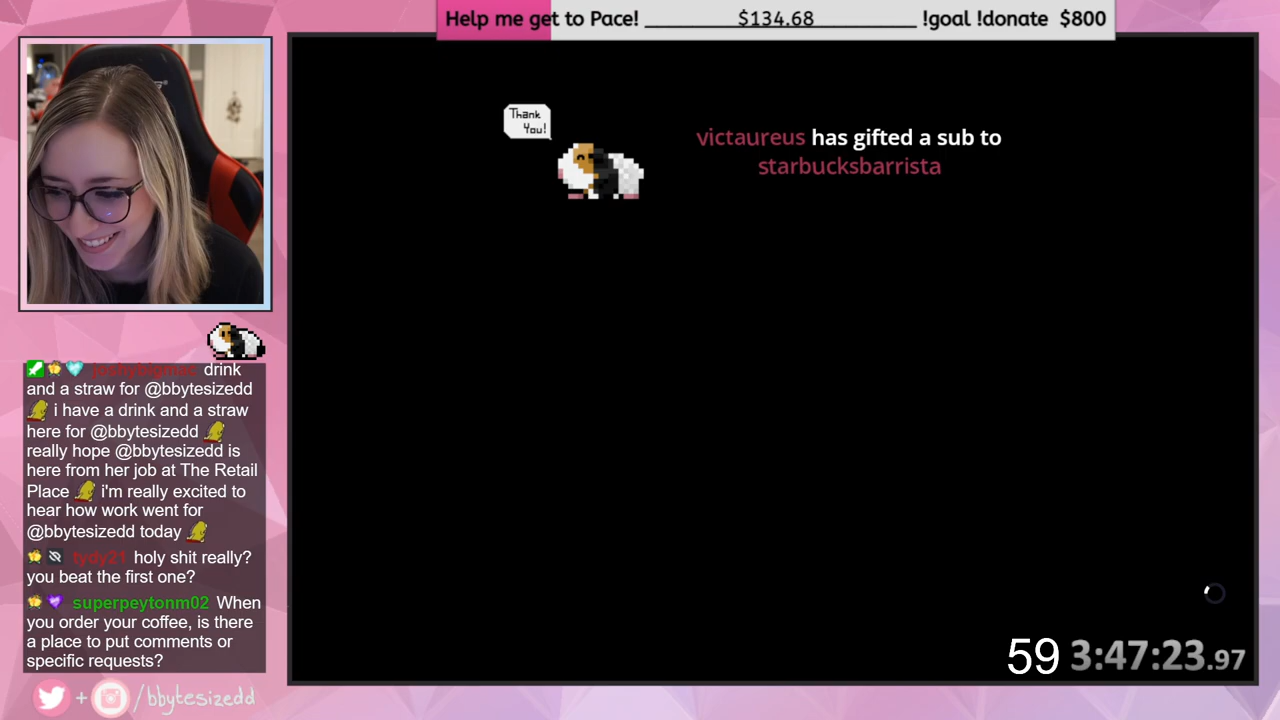 Help me get to Pace! $134.68 !goal !donate $800
Thank
You!
victaureus has gifted a sub to
starbucksbarrista
joshybigmac drink
and a straw for @bbytesizedd
i have a drink and a straw
here for @bbytesizedd
really hope @bbytesizedd is
here from her job at The Retail
Place i'm really excited to
hear how work went for
@bbytesizedd today
tydy21 holy shit really?
you beat the first one?
superpeytonm02 When
you order your coffee, is there
a place to put comments or
specific requests?
+ /bbytesizedd
59 3:47:23.97